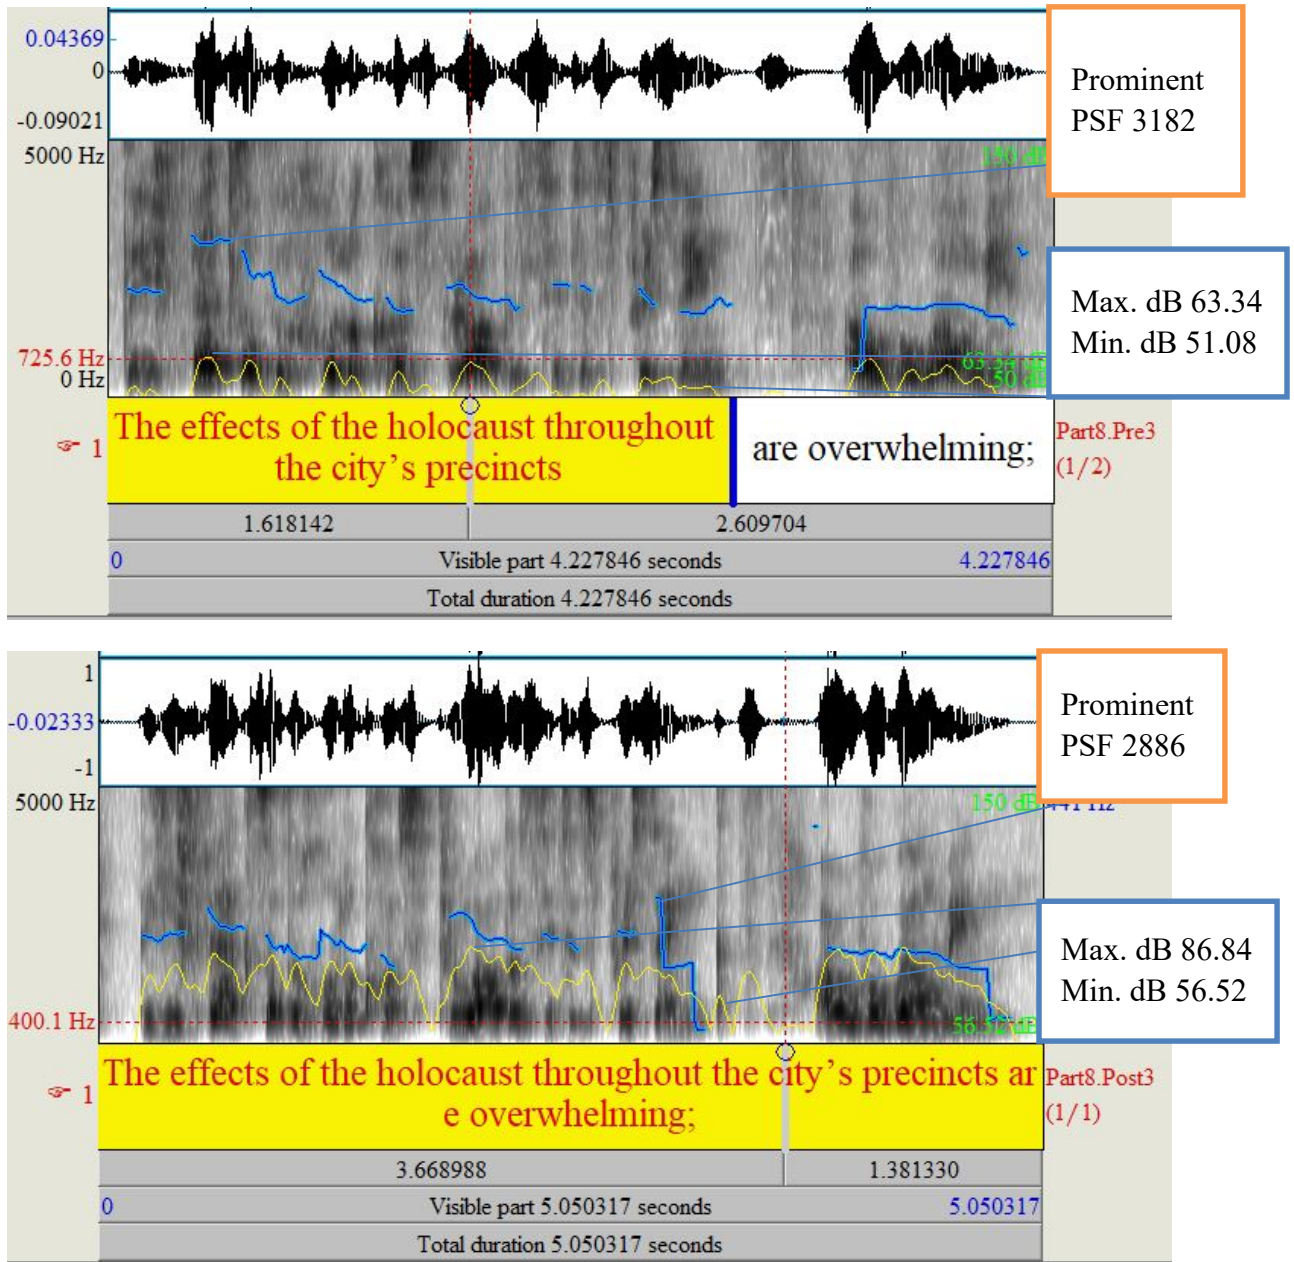 0.04369
0
-0.09021
5000 Hz
150 dB
Prominent
PSF 3182
Max. dB 63.34
Min. dB 51.08
725.6 Hz
0 Hz
63.34 dB
50 dB
☞ 1
The effects of the holocaust throughout
the city’s precincts
are overwhelming;
Part8.Pre3
(1/2)
1.618142
2.609704
0
Visible part 4.227846 seconds
4.227846
Total duration 4.227846 seconds
1
-0.02333
-1
5000 Hz
150 dB
441 Hz
Prominent
PSF 2886
Max. dB 86.84
Min. dB 56.52
400.1 Hz
56.52 dB
☞ 1
The effects of the holocaust throughout the city’s precincts ar
e overwhelming;
Part8.Post3
(1/1)
3.668988
1.381330
0
Visible part 5.050317 seconds
5.050317
Total duration 5.050317 seconds